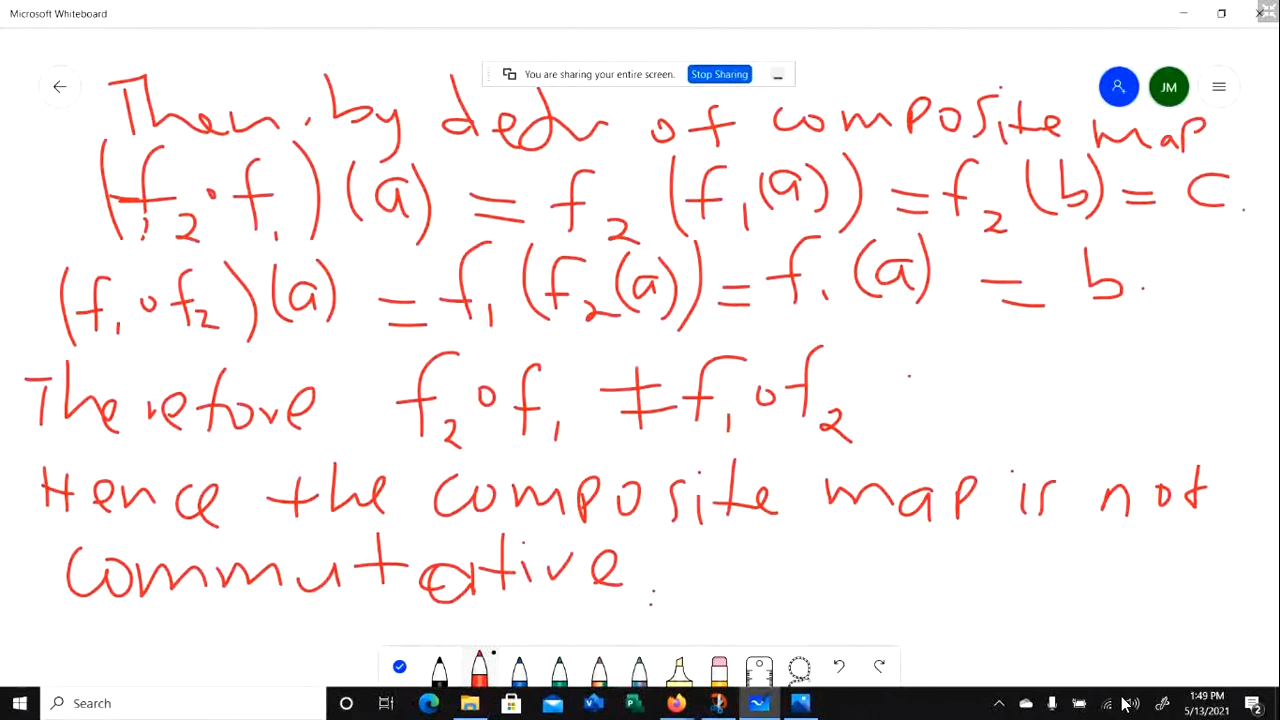 Microsoft Whiteboard
You are sharing your entire screen. Stop Sharing
JM
Then, by defn of composite map
(f₂∘f₁)(a) = f₂(f₁(a)) = f₂(b) = c.
(f₁∘f₂)(a) = f₁(f₂(a)) = f₁(a) = b.
Therefore f₂∘f₁ ≠ f₁∘f₂
Hence the composite map is not
commutative.
Search
1:49 PM
5/13/2021
2